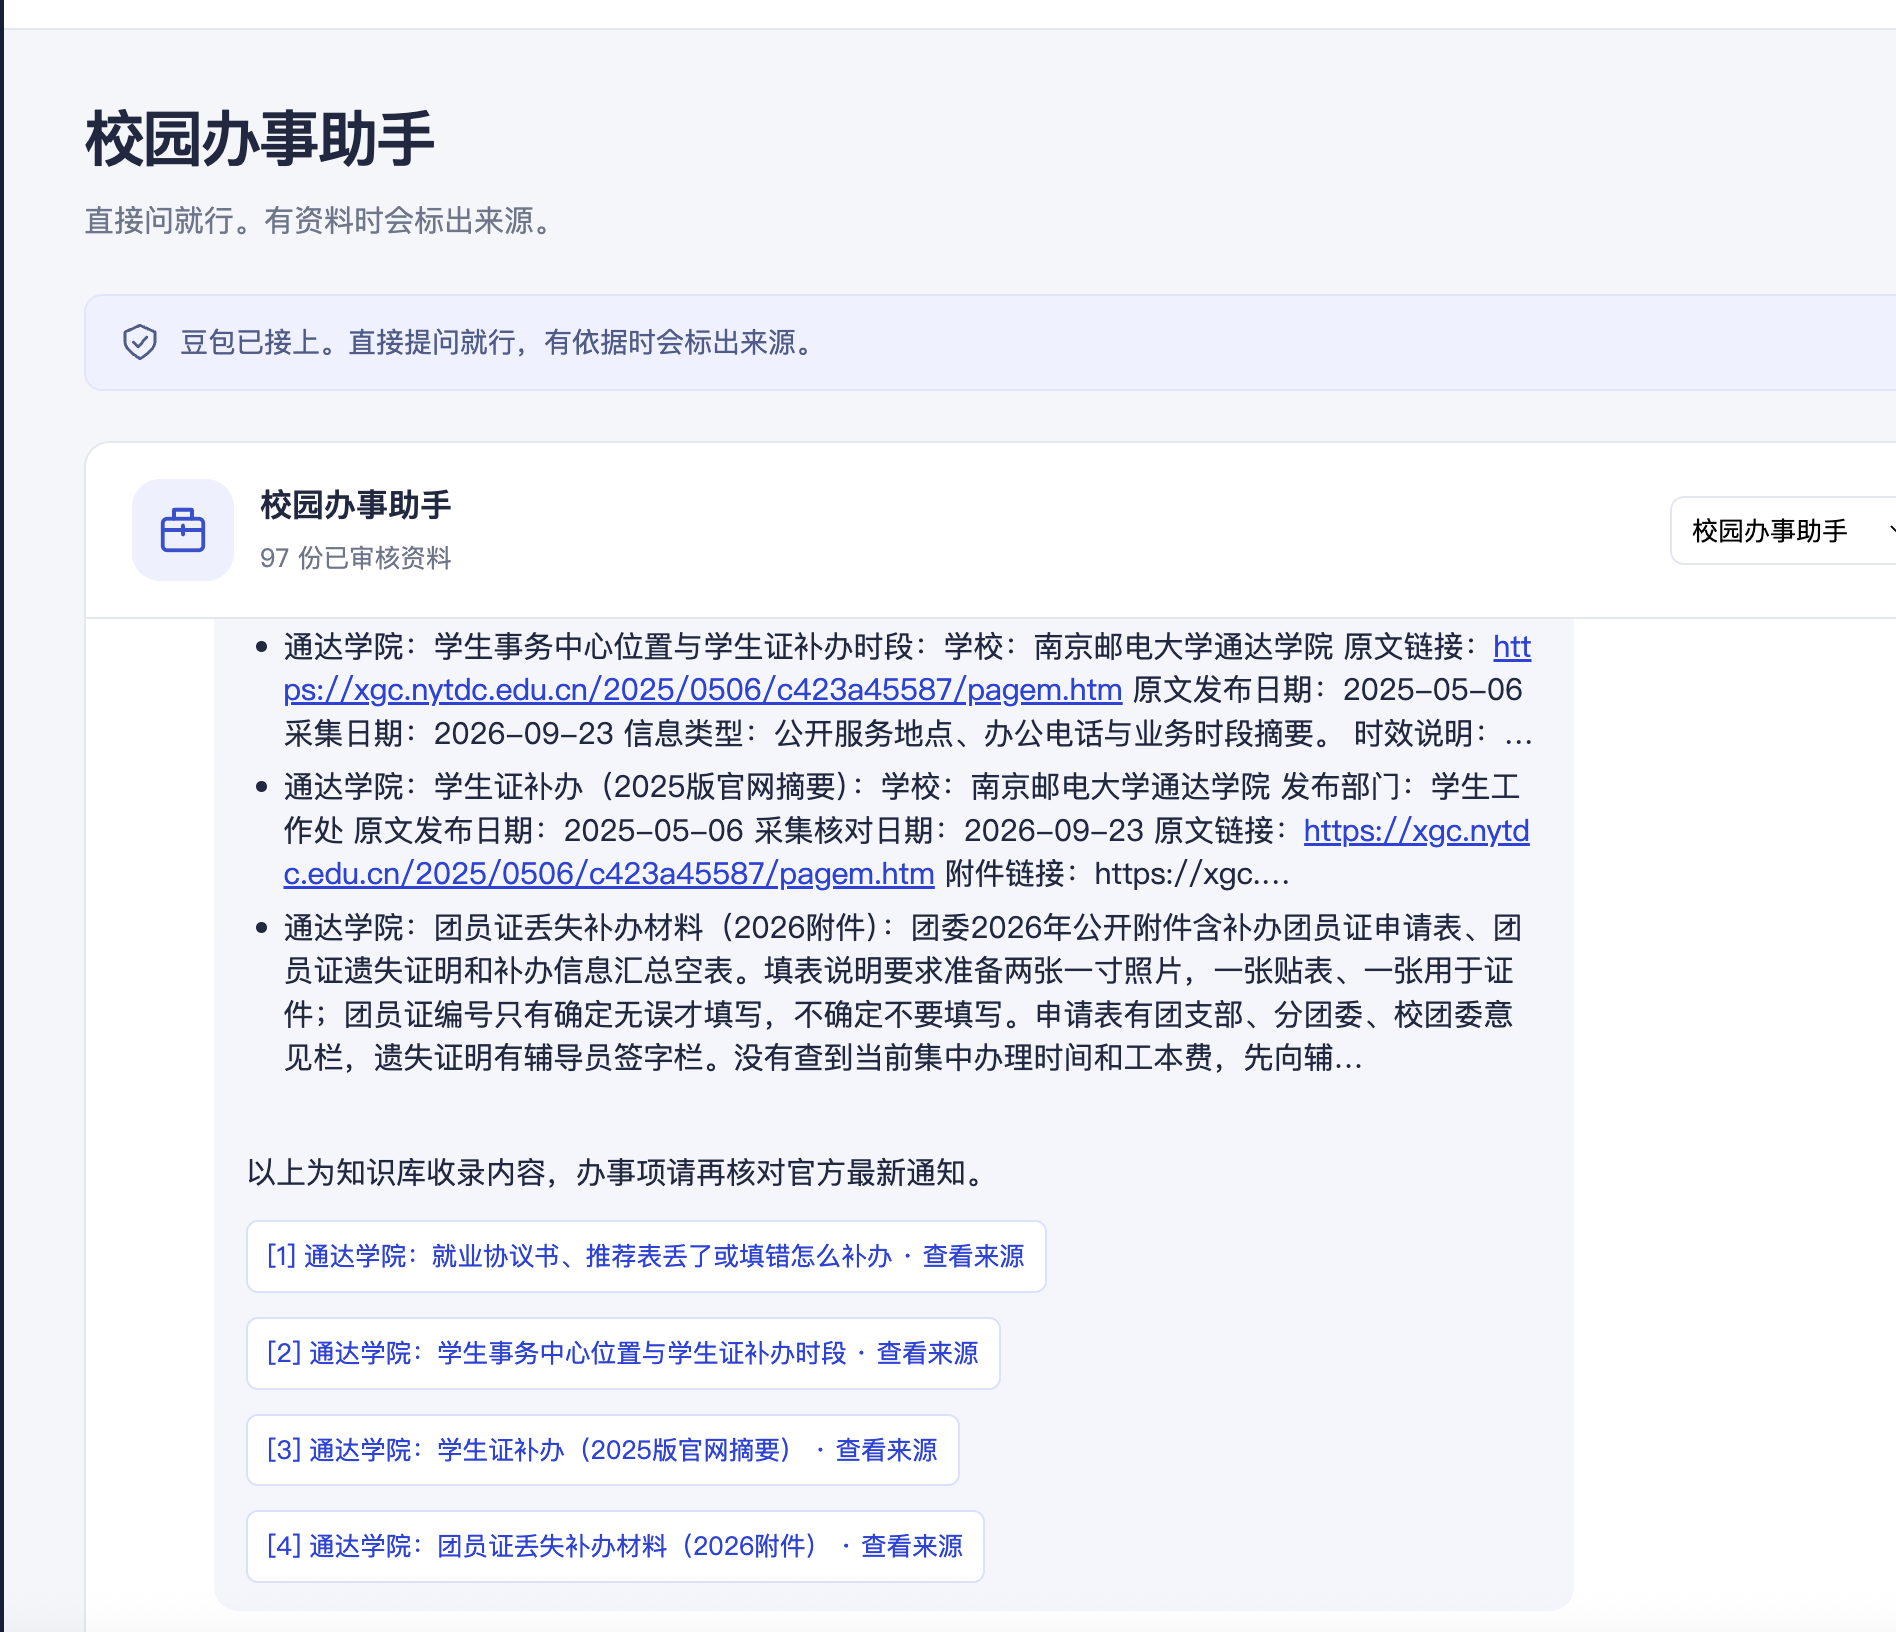 校园办事助手
直接问就行。有资料时会标出来源。
豆包已接上。直接提问就行，有依据时会标出来源。
校园办事助手
97 份已审核资料
校园办事助手
• 通达学院：学生事务中心位置与学生证补办时段：学校：南京邮电大学通达学院 原文链接：htt
ps://xgc.nytdc.edu.cn/2025/0506/c423a45587/pagem.htm 原文发布日期：2025-05-06
采集日期：2026-09-23 信息类型：公开服务地点、办公电话与业务时段摘要。 时效说明：…
• 通达学院：学生证补办（2025版官网摘要）：学校：南京邮电大学通达学院 发布部门：学生工
作处 原文发布日期：2025-05-06 采集核对日期：2026-09-23 原文链接：https://xgc.nytd
c.edu.cn/2025/0506/c423a45587/pagem.htm 附件链接：https://xgc.…
• 通达学院：团员证丢失补办材料（2026附件）：团委2026年公开附件含补办团员证申请表、团
员证遗失证明和补办信息汇总空表。填表说明要求准备两张一寸照片，一张贴表、一张用于证
件；团员证编号只有确定无误才填写，不确定不要填写。申请表有团支部、分团委、校团委意
见栏，遗失证明有辅导员签字栏。没有查到当前集中办理时间和工本费，先向辅…
以上为知识库收录内容，办事项请再核对官方最新通知。
[1] 通达学院：就业协议书、推荐表丢了或填错怎么补办 · 查看来源
[2] 通达学院：学生事务中心位置与学生证补办时段 · 查看来源
[3] 通达学院：学生证补办（2025版官网摘要） · 查看来源
[4] 通达学院：团员证丢失补办材料（2026附件） · 查看来源